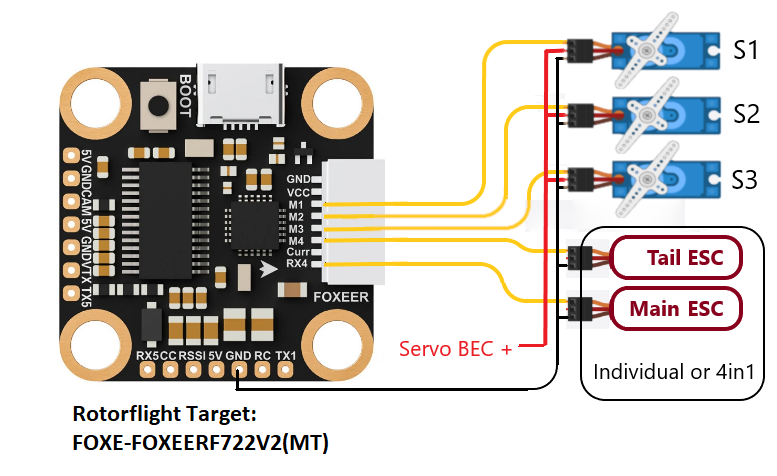 BOOT
5V
GND
CAM
5V
GND
VTX
TX5
GND
VCC
M1
M2
M3
M4
Curr
RX4
FOXEER
RX5
CC
RSSI
5V
GND
RC
TX1
S1
S2
S3
Tail ESC
Main ESC
Individual or 4in1
Servo BEC +
Rotorflight Target:
FOXE-FOXEERF722V2(MT)